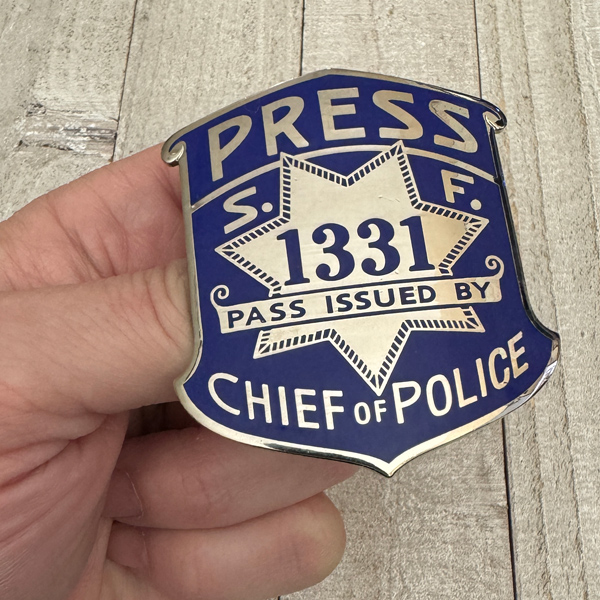 PRESS
S. F.
1331
PASS ISSUED BY
CHIEF OF POLICE